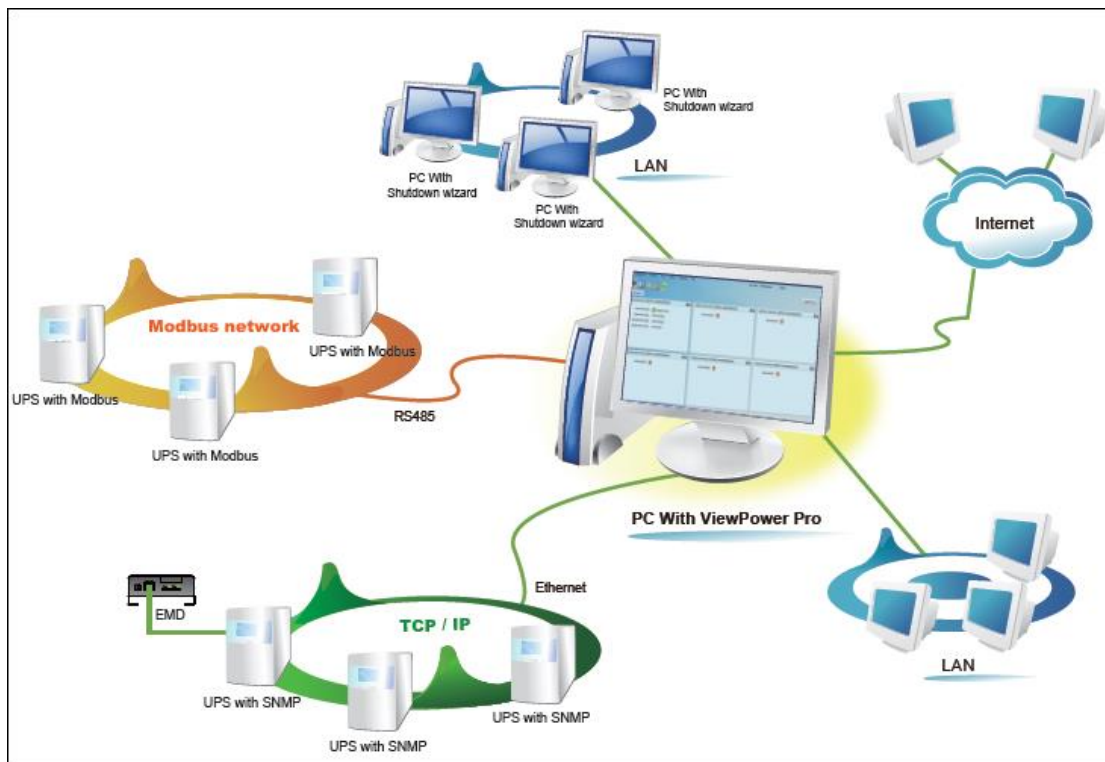 PC With
Shutdown wizard
LAN
PC With
Shutdown wizard
PC With
Shutdown wizard
Internet
Modbus network
UPS with Modbus
UPS with Modbus
RS485
UPS with Modbus
PC With ViewPower Pro
Ethernet
EMD
TCP / IP
LAN
UPS with SNMP
UPS with SNMP
UPS with SNMP